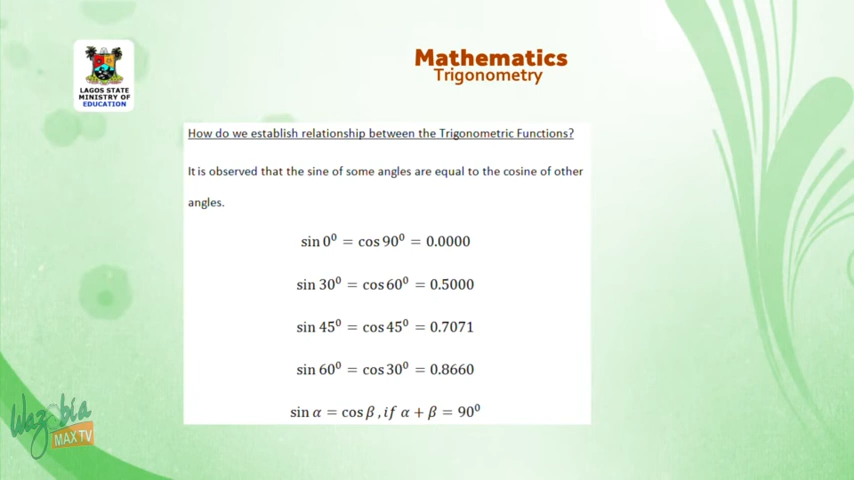 Mathematics
Trigonometry
LAGOS STATE
MINISTRY OF
EDUCATION
How do we establish relationship between the Trigonometric Functions?
It is observed that the sine of some angles are equal to the cosine of other
angles.
sin 0⁰ = cos 90⁰ = 0.0000
sin 30⁰ = cos 60⁰ = 0.5000
sin 45⁰ = cos 45⁰ = 0.7071
sin 60⁰ = cos 30⁰ = 0.8660
sin α = cos β , if α + β = 90⁰
Wazobia
MAX TV